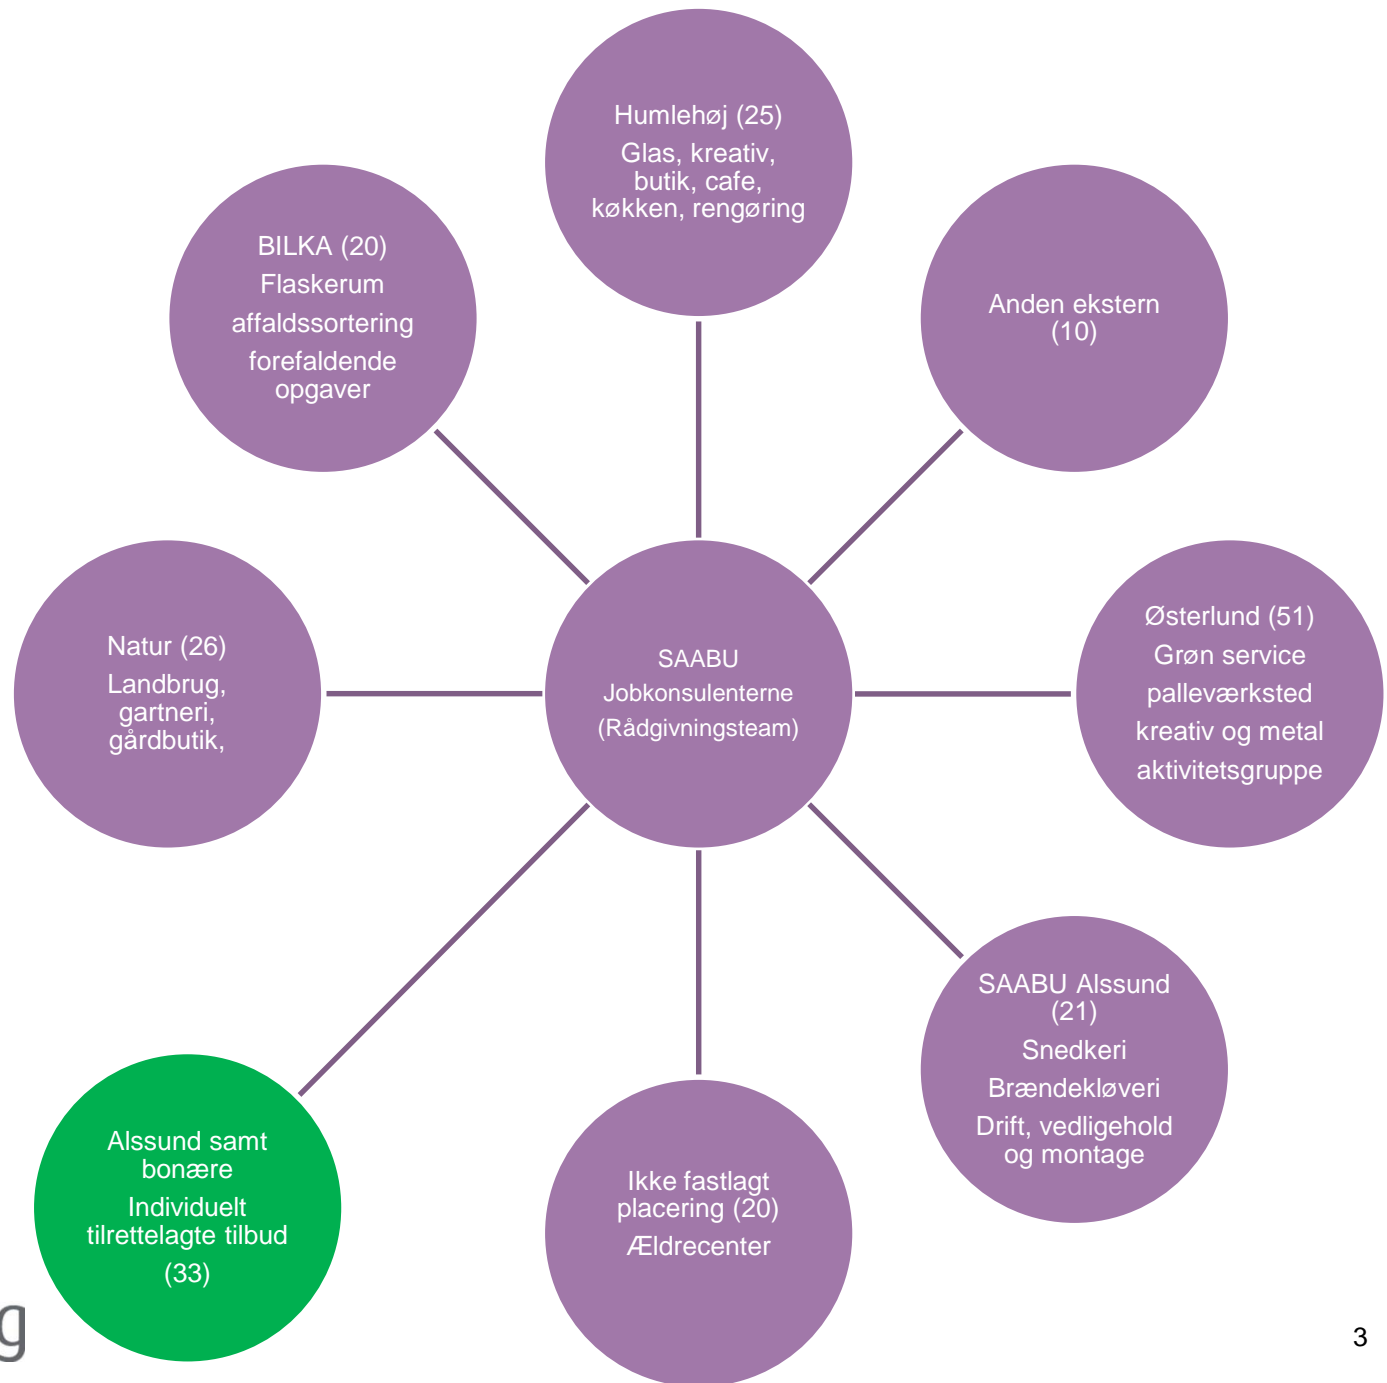 Humlehøj (25)
Glas, kreativ,
butik, cafe,
køkken, rengøring
BILKA (20)
Flaskerum
affaldssortering
forefaldende
opgaver
Anden ekstern
(10)
Natur (26)
Landbrug,
gartneri,
gårdbutik,
SAABU
Jobkonsulenterne
(Rådgivningsteam)
Østerlund (51)
Grøn service
palleværksted
kreativ og metal
aktivitetsgruppe
SAABU Alssund
(21)
Snedkeri
Brændekløveri
Drift, vedligehold
og montage
Alssund samt
bonære
Individuelt
tilrettelagte tilbud
(33)
Ikke fastlagt
placering (20)
Ældrecenter
g
3